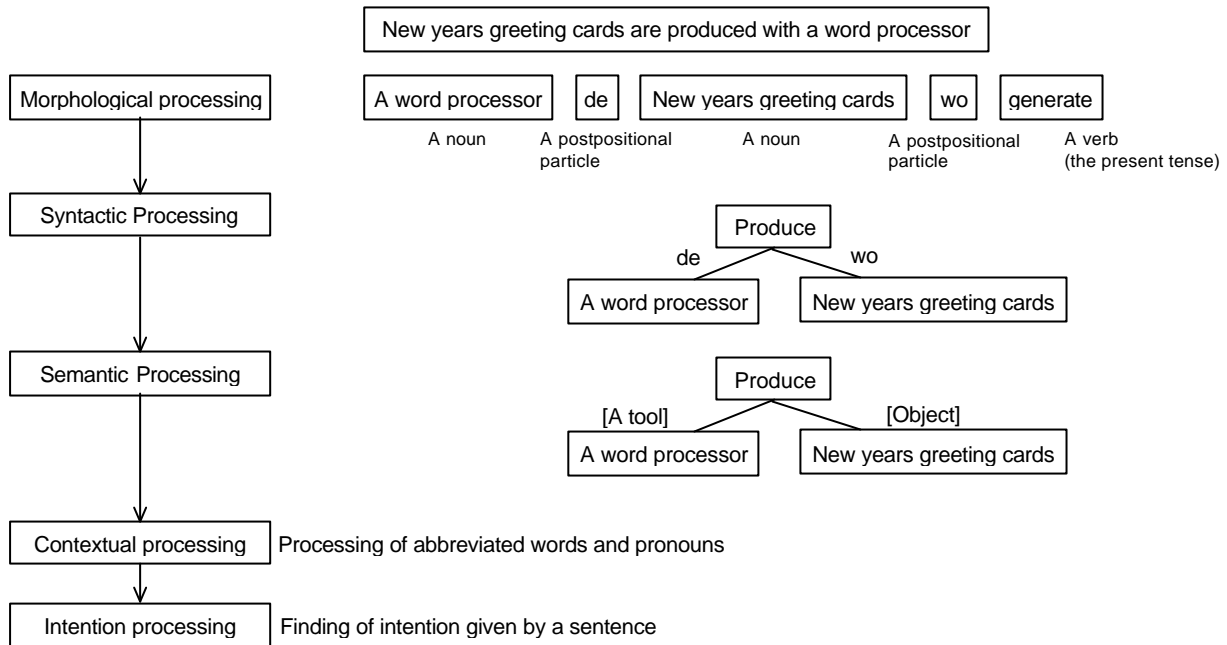 New years greeting cards are produced with a word processor
Morphological processing
A word processor de New years greeting cards wo generate
A noun A postpositional particle A noun A postpositional particle A verb (the present tense)
Syntactic Processing
Produce
de wo
A word processor New years greeting cards
Semantic Processing
Produce
[A tool] [Object]
A word processor New years greeting cards
Contextual processing Processing of abbreviated words and pronouns
Intention processing Finding of intention given by a sentence